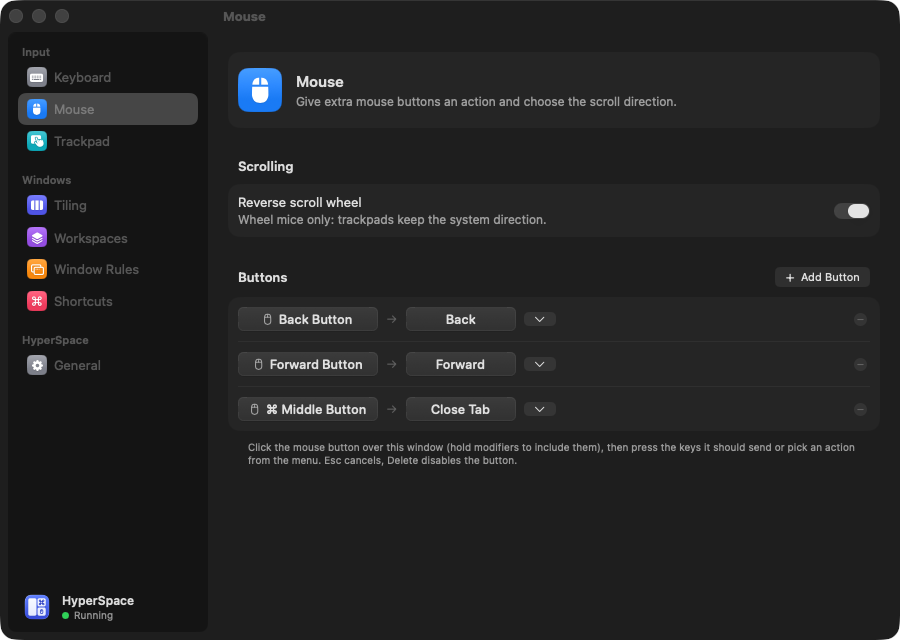 Mouse
Input
Keyboard
Mouse
Trackpad
Windows
Tiling
Workspaces
Window Rules
Shortcuts
HyperSpace
General
HyperSpace
Running
Mouse
Give extra mouse buttons an action and choose the scroll direction.
Scrolling
Reverse scroll wheel
Wheel mice only: trackpads keep the system direction.
Buttons
+ Add Button
Back Button → Back
Forward Button → Forward
⌘ Middle Button → Close Tab
Click the mouse button over this window (hold modifiers to include them), then press the keys it should send or pick an action
from the menu. Esc cancels, Delete disables the button.